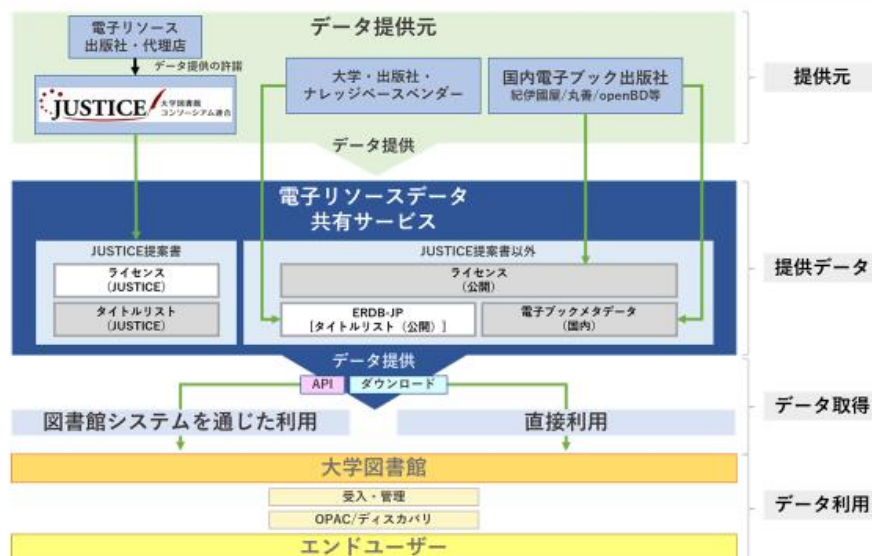 データ提供元
電子リソース
出版社・代理店
データ提供の許諾
JUSTICE
大学図書館
コンソーシアム連合
大学・出版社・
ナレッジベースベンダー
国内電子ブック出版社
紀伊國屋/丸善/openBD等
提供元
データ提供
電子リソースデータ
共有サービス
JUSTICE提案書
ライセンス
(JUSTICE)
タイトルリスト
(JUSTICE)
JUSTICE提案書以外
ライセンス
(公開)
ERDB-JP
[タイトルリスト（公開）]
電子ブックメタデータ
(国内)
提供データ
データ提供
API
ダウンロード
図書館システムを通じた利用
直接利用
データ取得
大学図書館
受入・管理
OPAC/ディスカバリ
データ利用
エンドユーザー